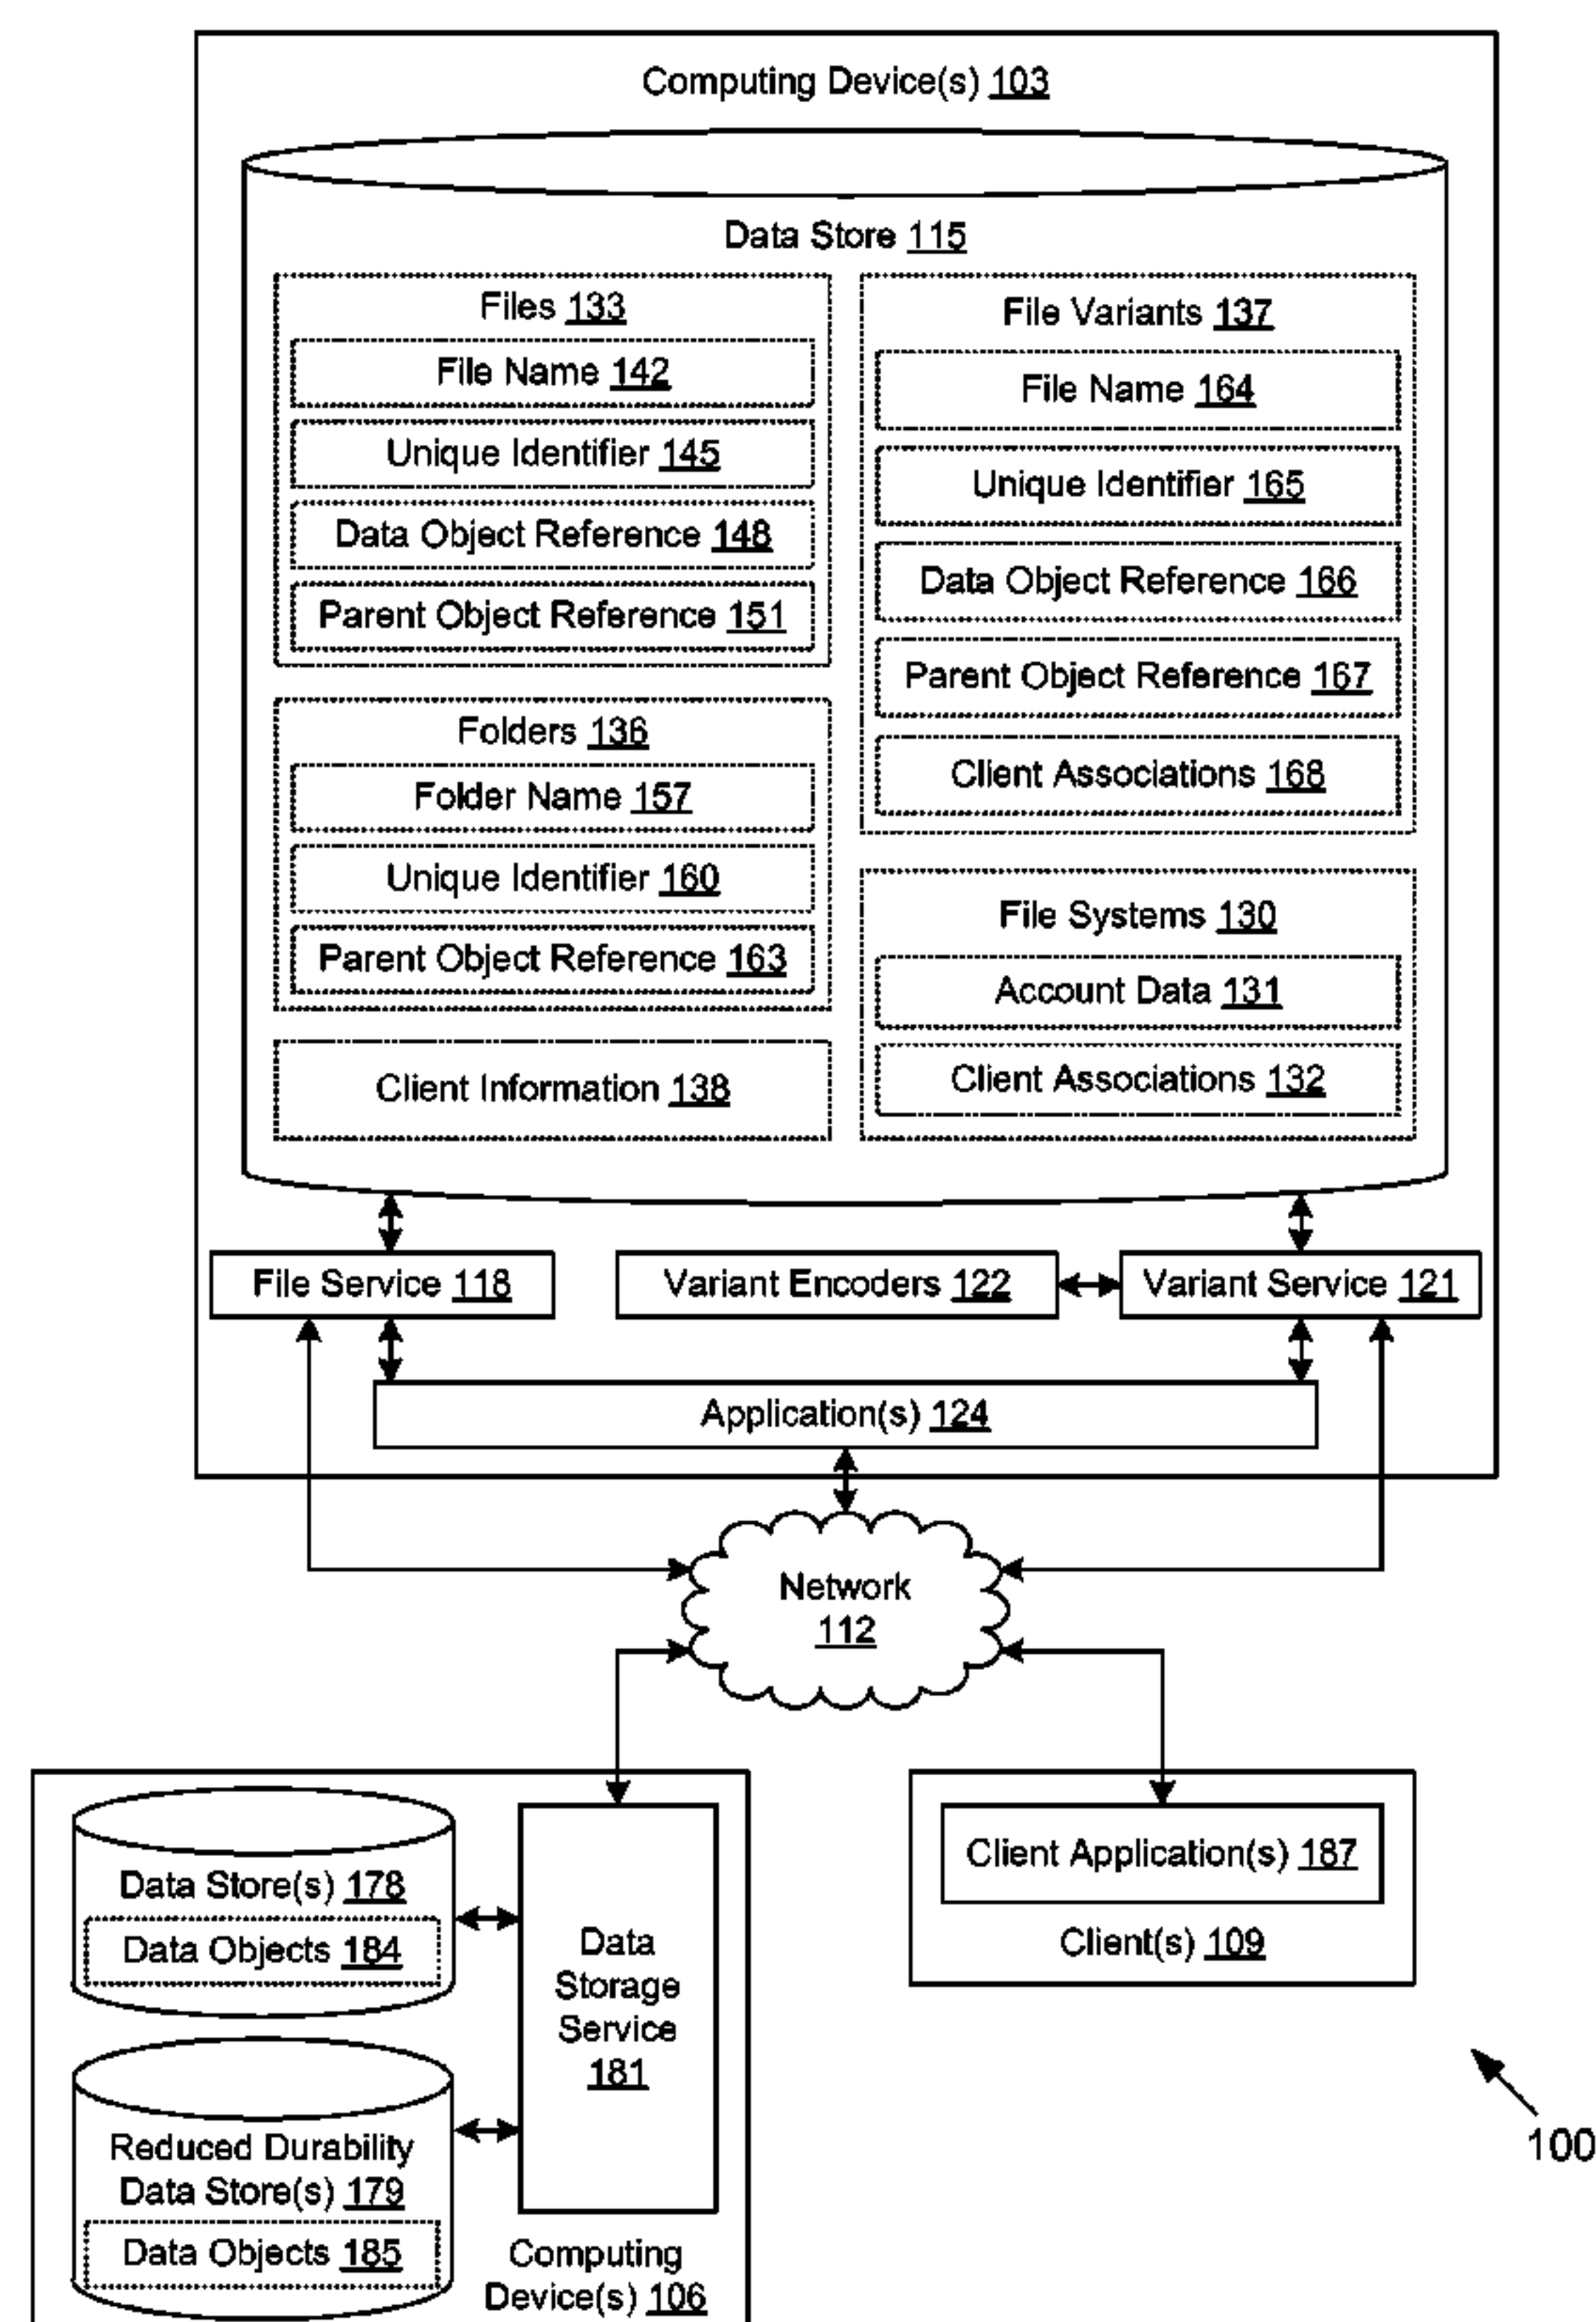 Computing Device(s) 103
Data Store 115
Files 133
File Name 142
Unique Identifier 145
Data Object Reference 148
Parent Object Reference 151
Folders 136
Folder Name 157
Unique Identifier 160
Parent Object Reference 163
Client Information 138
File Variants 137
File Name 164
Unique Identifier 165
Data Object Reference 166
Parent Object Reference 167
Client Associations 168
File Systems 130
Account Data 131
Client Associations 132
File Service 118
Variant Encoders 122
Variant Service 121
Application(s) 124
Network
112
Data Store(s) 178
Data Objects 184
Reduced Durability
Data Store(s) 179
Data Objects 185
Data
Storage
Service
181
Computing
Device(s) 106
Client Application(s) 187
Client(s) 109
100